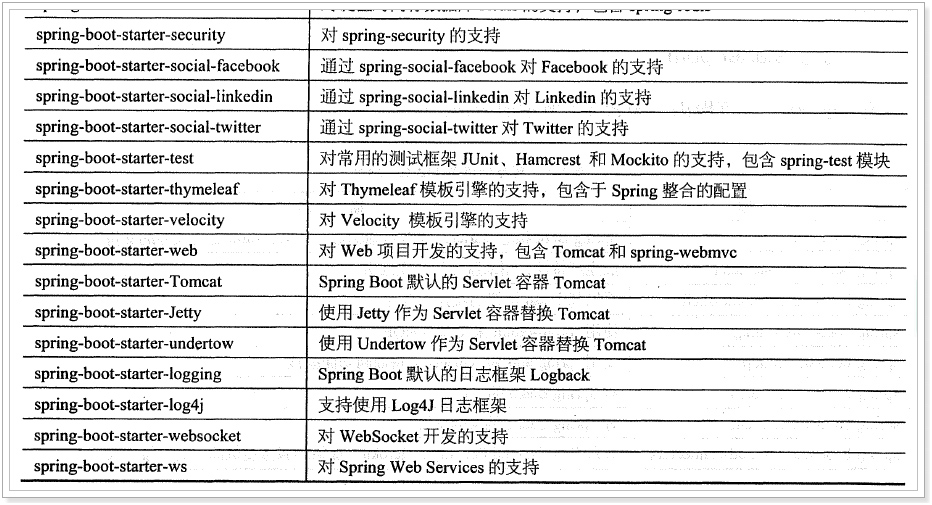 spring-boot-starter-security 对 spring-security 的支持
spring-boot-starter-social-facebook 通过 spring-social-facebook 对 Facebook 的支持
spring-boot-starter-social-linkedin 通过 spring-social-linkedin 对 Linkedin 的支持
spring-boot-starter-social-twitter 通过 spring-social-twitter 对 Twitter 的支持
spring-boot-starter-test 对常用的测试框架 JUnit、Hamcrest 和 Mockito 的支持，包含 spring-test 模块
spring-boot-starter-thymeleaf 对 Thymeleaf 模板引擎的支持，包含于 Spring 整合的配置
spring-boot-starter-velocity 对 Velocity 模板引擎的支持
spring-boot-starter-web 对 Web 项目开发的支持，包含 Tomcat 和 spring-webmvc
spring-boot-starter-Tomcat Spring Boot 默认的 Servlet 容器 Tomcat
spring-boot-starter-Jetty 使用 Jetty 作为 Servlet 容器替换 Tomcat
spring-boot-starter-undertow 使用 Undertow 作为 Servlet 容器替换 Tomcat
spring-boot-starter-logging Spring Boot 默认的日志框架 Logback
spring-boot-starter-log4j 支持使用 Log4J 日志框架
spring-boot-starter-websocket 对 WebSocket 开发的支持
spring-boot-starter-ws 对 Spring Web Services 的支持